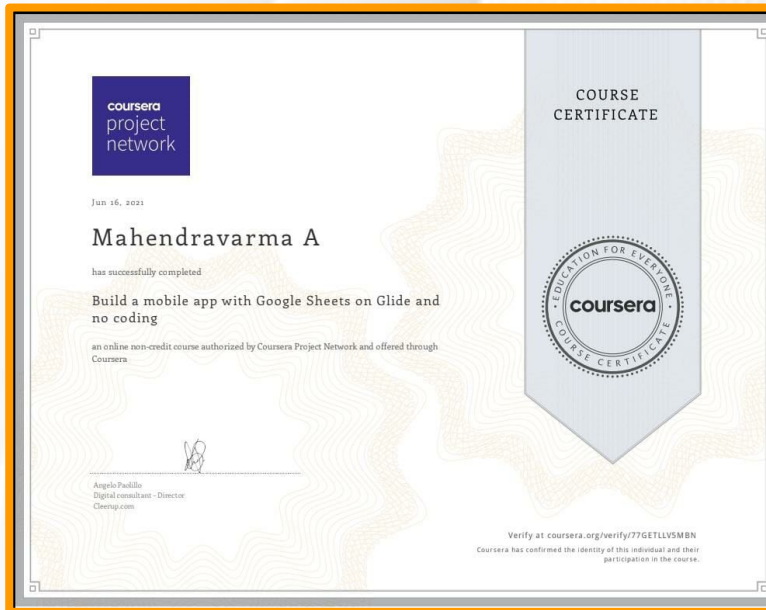 coursera
project
network
Jun 16, 2021
Mahendravarma A
has successfully completed
Build a mobile app with Google Sheets on Glide and
no coding
an online non-credit course authorized by Coursera Project Network and offered through
Coursera
Angelo Paolillo
Digital consultant - Director
Cleerup.com
COURSE
CERTIFICATE
EDUCATION FOR EVERYONE
coursera
COURSE CERTIFICATE
Verify at coursera.org/verify/77GETLLV5MBN
Coursera has confirmed the identity of this individual and their
participation in the course.